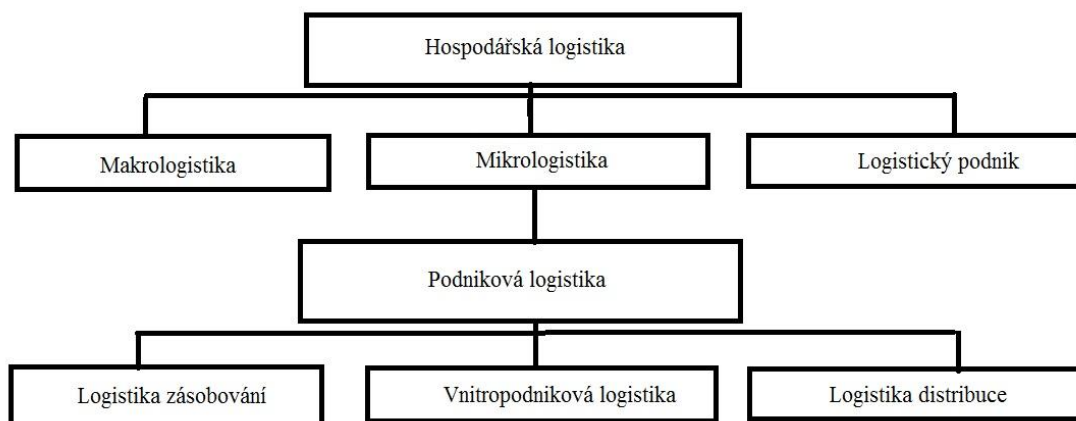 Hospodářská logistika
Makrologistika
Mikrologistika
Logistický podnik
Podniková logistika
Logistika zásobování
Vnitropodniková logistika
Logistika distribuce